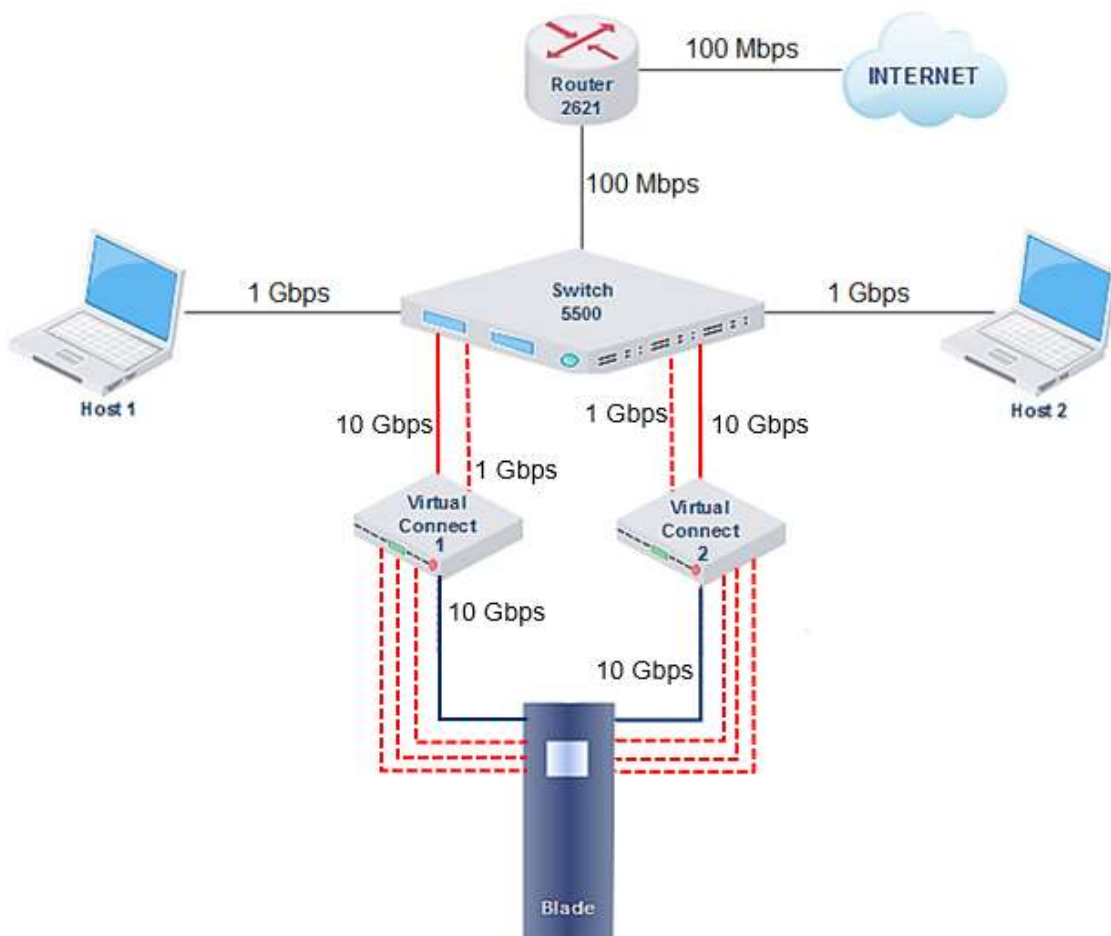 100 Mbps
INTERNET
Router
2621
100 Mbps
1 Gbps
Switch
5500
1 Gbps
Host 1
Host 2
10 Gbps
1 Gbps
1 Gbps
10 Gbps
Virtual
Connect
1
Virtual
Connect
2
10 Gbps
10 Gbps
Blade